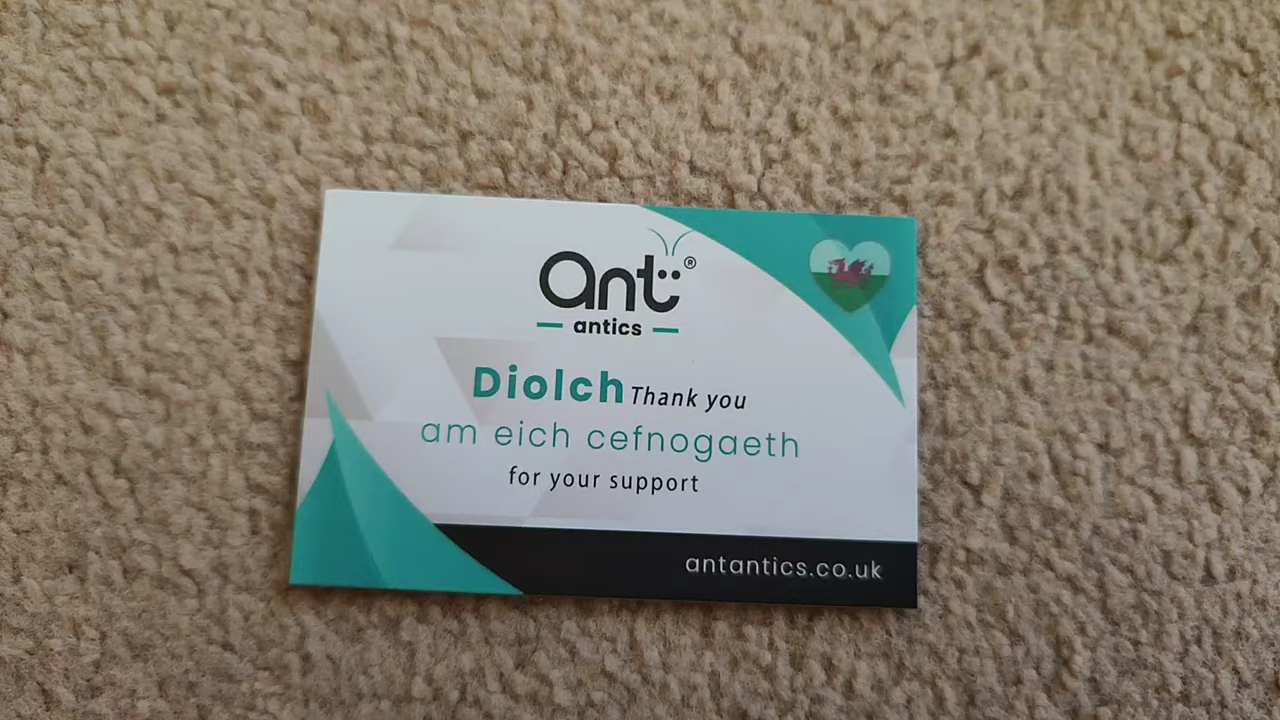 ant®
antics
Diolch Thank you
am eich cefnogaeth
for your support
antantics.co.uk